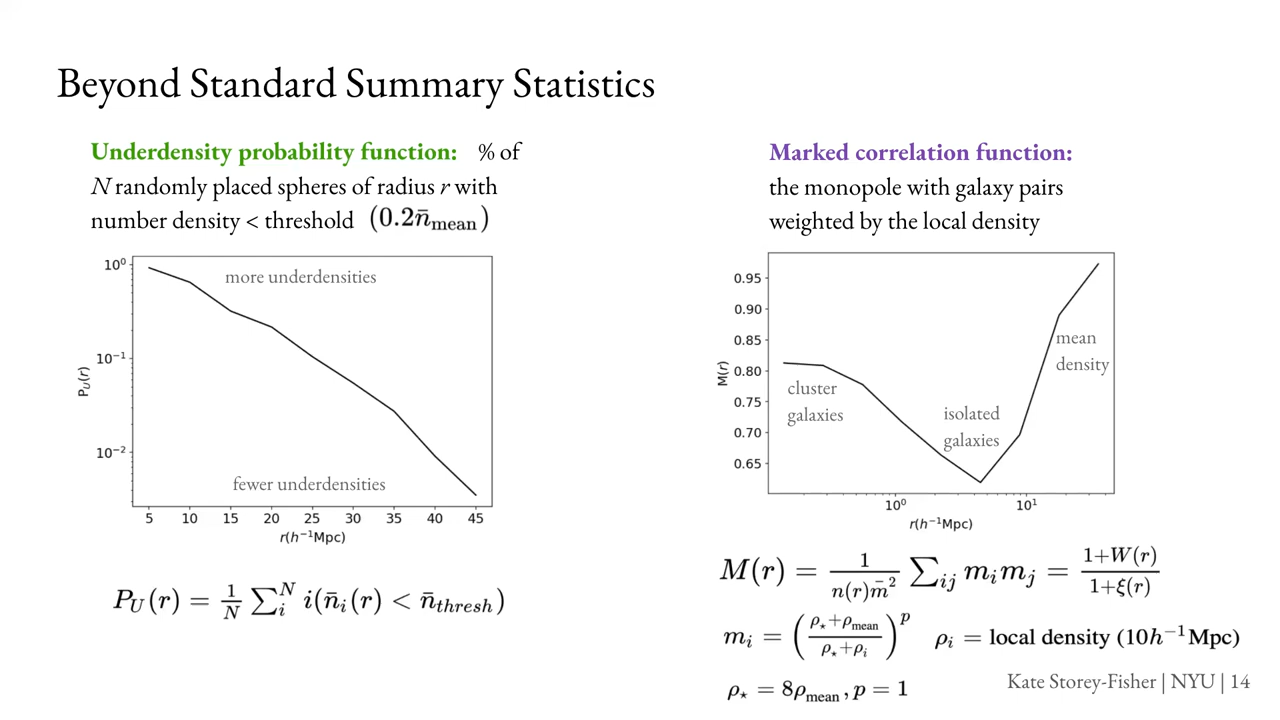 Beyond Standard Summary Statistics
Underdensity probability function: % of
N randomly placed spheres of radius r with
number density < threshold (0.2n̄_mean)
10⁰
10⁻¹
10⁻²
P_U(r)
more underdensities
fewer underdensities
5 10 15 20 25 30 35 40 45
r(h⁻¹Mpc)
P_U(r) = 1/N ∑_i^N i(n̄_i(r) < n̄_thresh)
Marked correlation function:
the monopole with galaxy pairs
weighted by the local density
0.95
0.90
0.85
0.80
0.75
0.70
0.65
M(r)
mean
density
cluster
galaxies
isolated
galaxies
10⁰ 10¹
r(h⁻¹Mpc)
M(r) = 1/(n(r)m̄²) ∑_ij m_i m_j = (1+W(r))/(1+ξ(r))
m_i = ((ρ⋆+ρ_mean)/(ρ⋆+ρ_i))^p ρ_i = local density (10h⁻¹Mpc)
ρ⋆ = 8ρ_mean, p = 1
Kate Storey-Fisher | NYU | 14